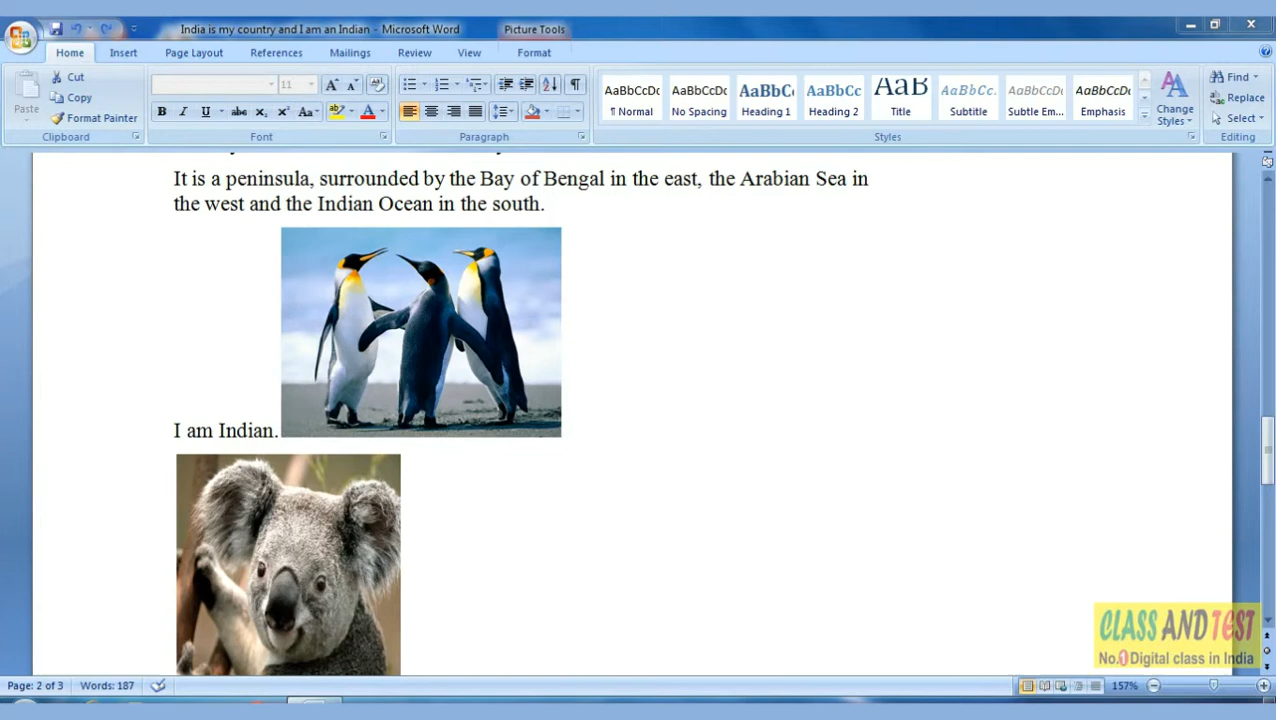 India is my country and I am an Indian - Microsoft Word
Picture Tools
Home Insert Page Layout References Mailings Review View Format
Paste
Cut
Copy
Format Painter
Clipboard
11
Font
Paragraph
AaBbCcDc AaBbCcDc AaBbC AaBbCc AaB AaBbCc. AaBbCcDc AaBbCcDc
¶ Normal No Spacing Heading 1 Heading 2 Title Subtitle Subtle Em... Emphasis
Change Styles
Styles
Find
Replace
Select
Editing
It is a peninsula, surrounded by the Bay of Bengal in the east, the Arabian Sea in
the west and the Indian Ocean in the south.
I am Indian.
CLASS AND TEST
No.1 Digital class in India
Page: 2 of 3 Words: 187 157%